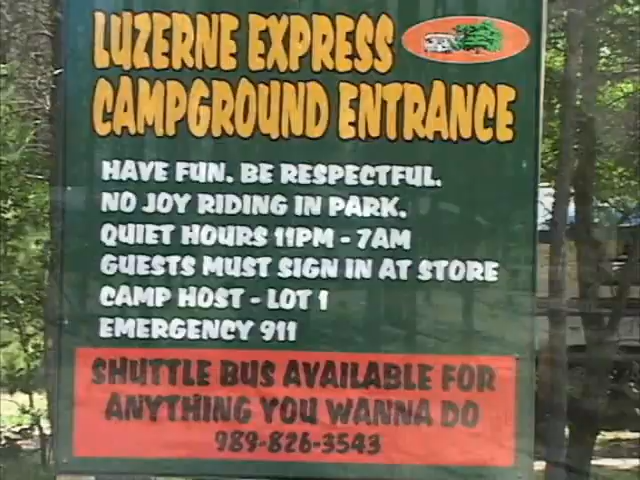 LUZERNE EXPRESS
CAMPGROUND ENTRANCE
HAVE FUN. BE RESPECTFUL.
NO JOY RIDING IN PARK.
QUIET HOURS 11PM - 7AM
GUESTS MUST SIGN IN AT STORE
CAMP HOST - LOT 1
EMERGENCY 911
SHUTTLE BUS AVAILABLE FOR
ANYTHING YOU WANNA DO
989-826-3543